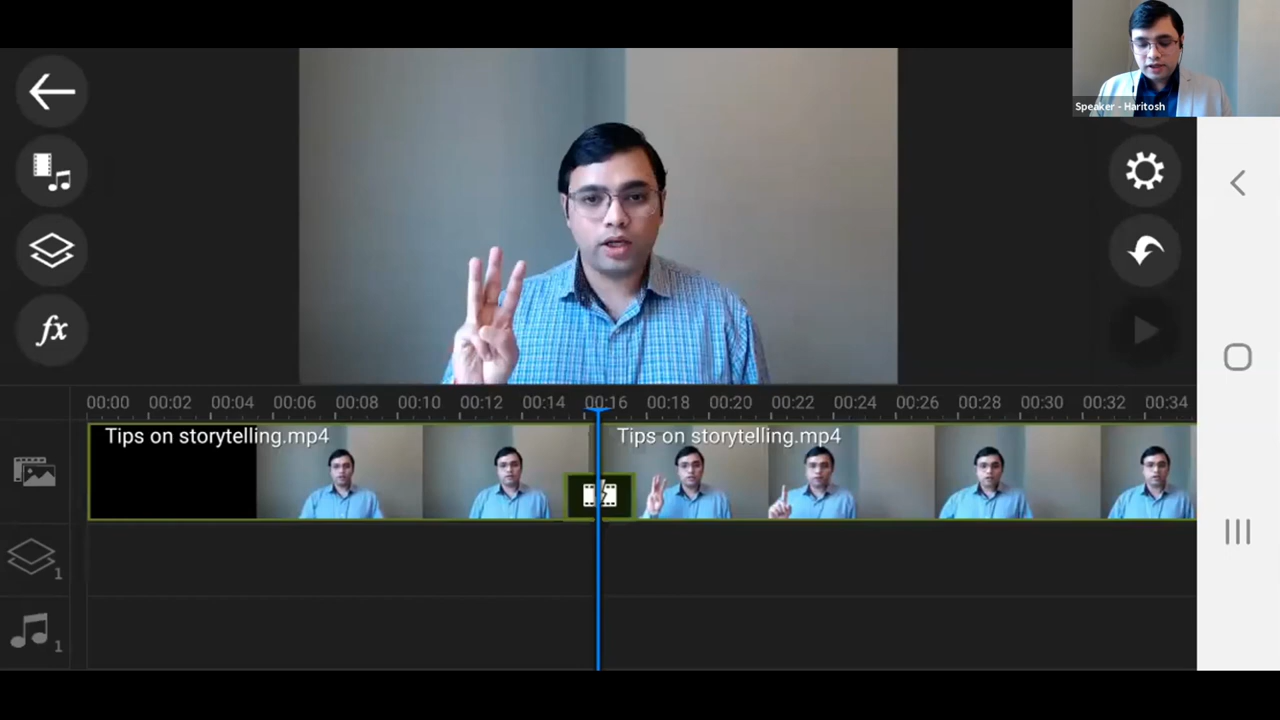 Speaker - Haritosh
fx
00:00 00:02 00:04 00:06 00:08 00:10 00:12 00:14 00:16 00:18 00:20 00:22 00:24 00:26 00:28 00:30 00:32 00:34
Tips on storytelling.mp4 Tips on storytelling.mp4
1
1